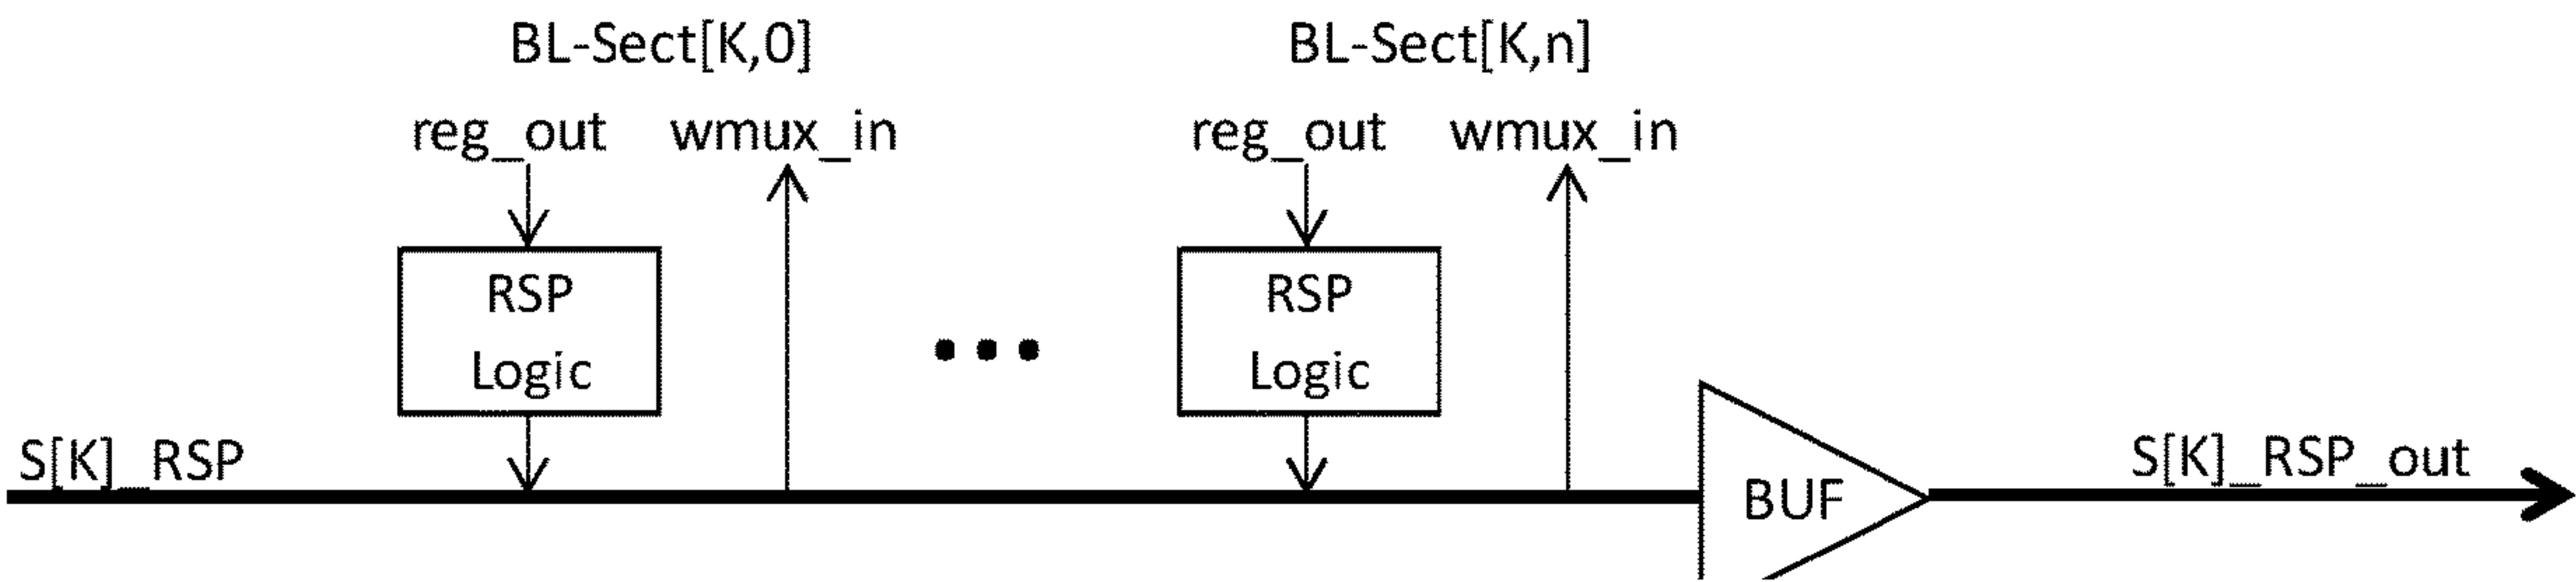 BL-Sect[K,0] BL-Sect[K,n]
reg_out wmux_in reg_out wmux_in
RSP RSP
Logic Logic
S[K]_RSP S[K]_RSP_out
BUF